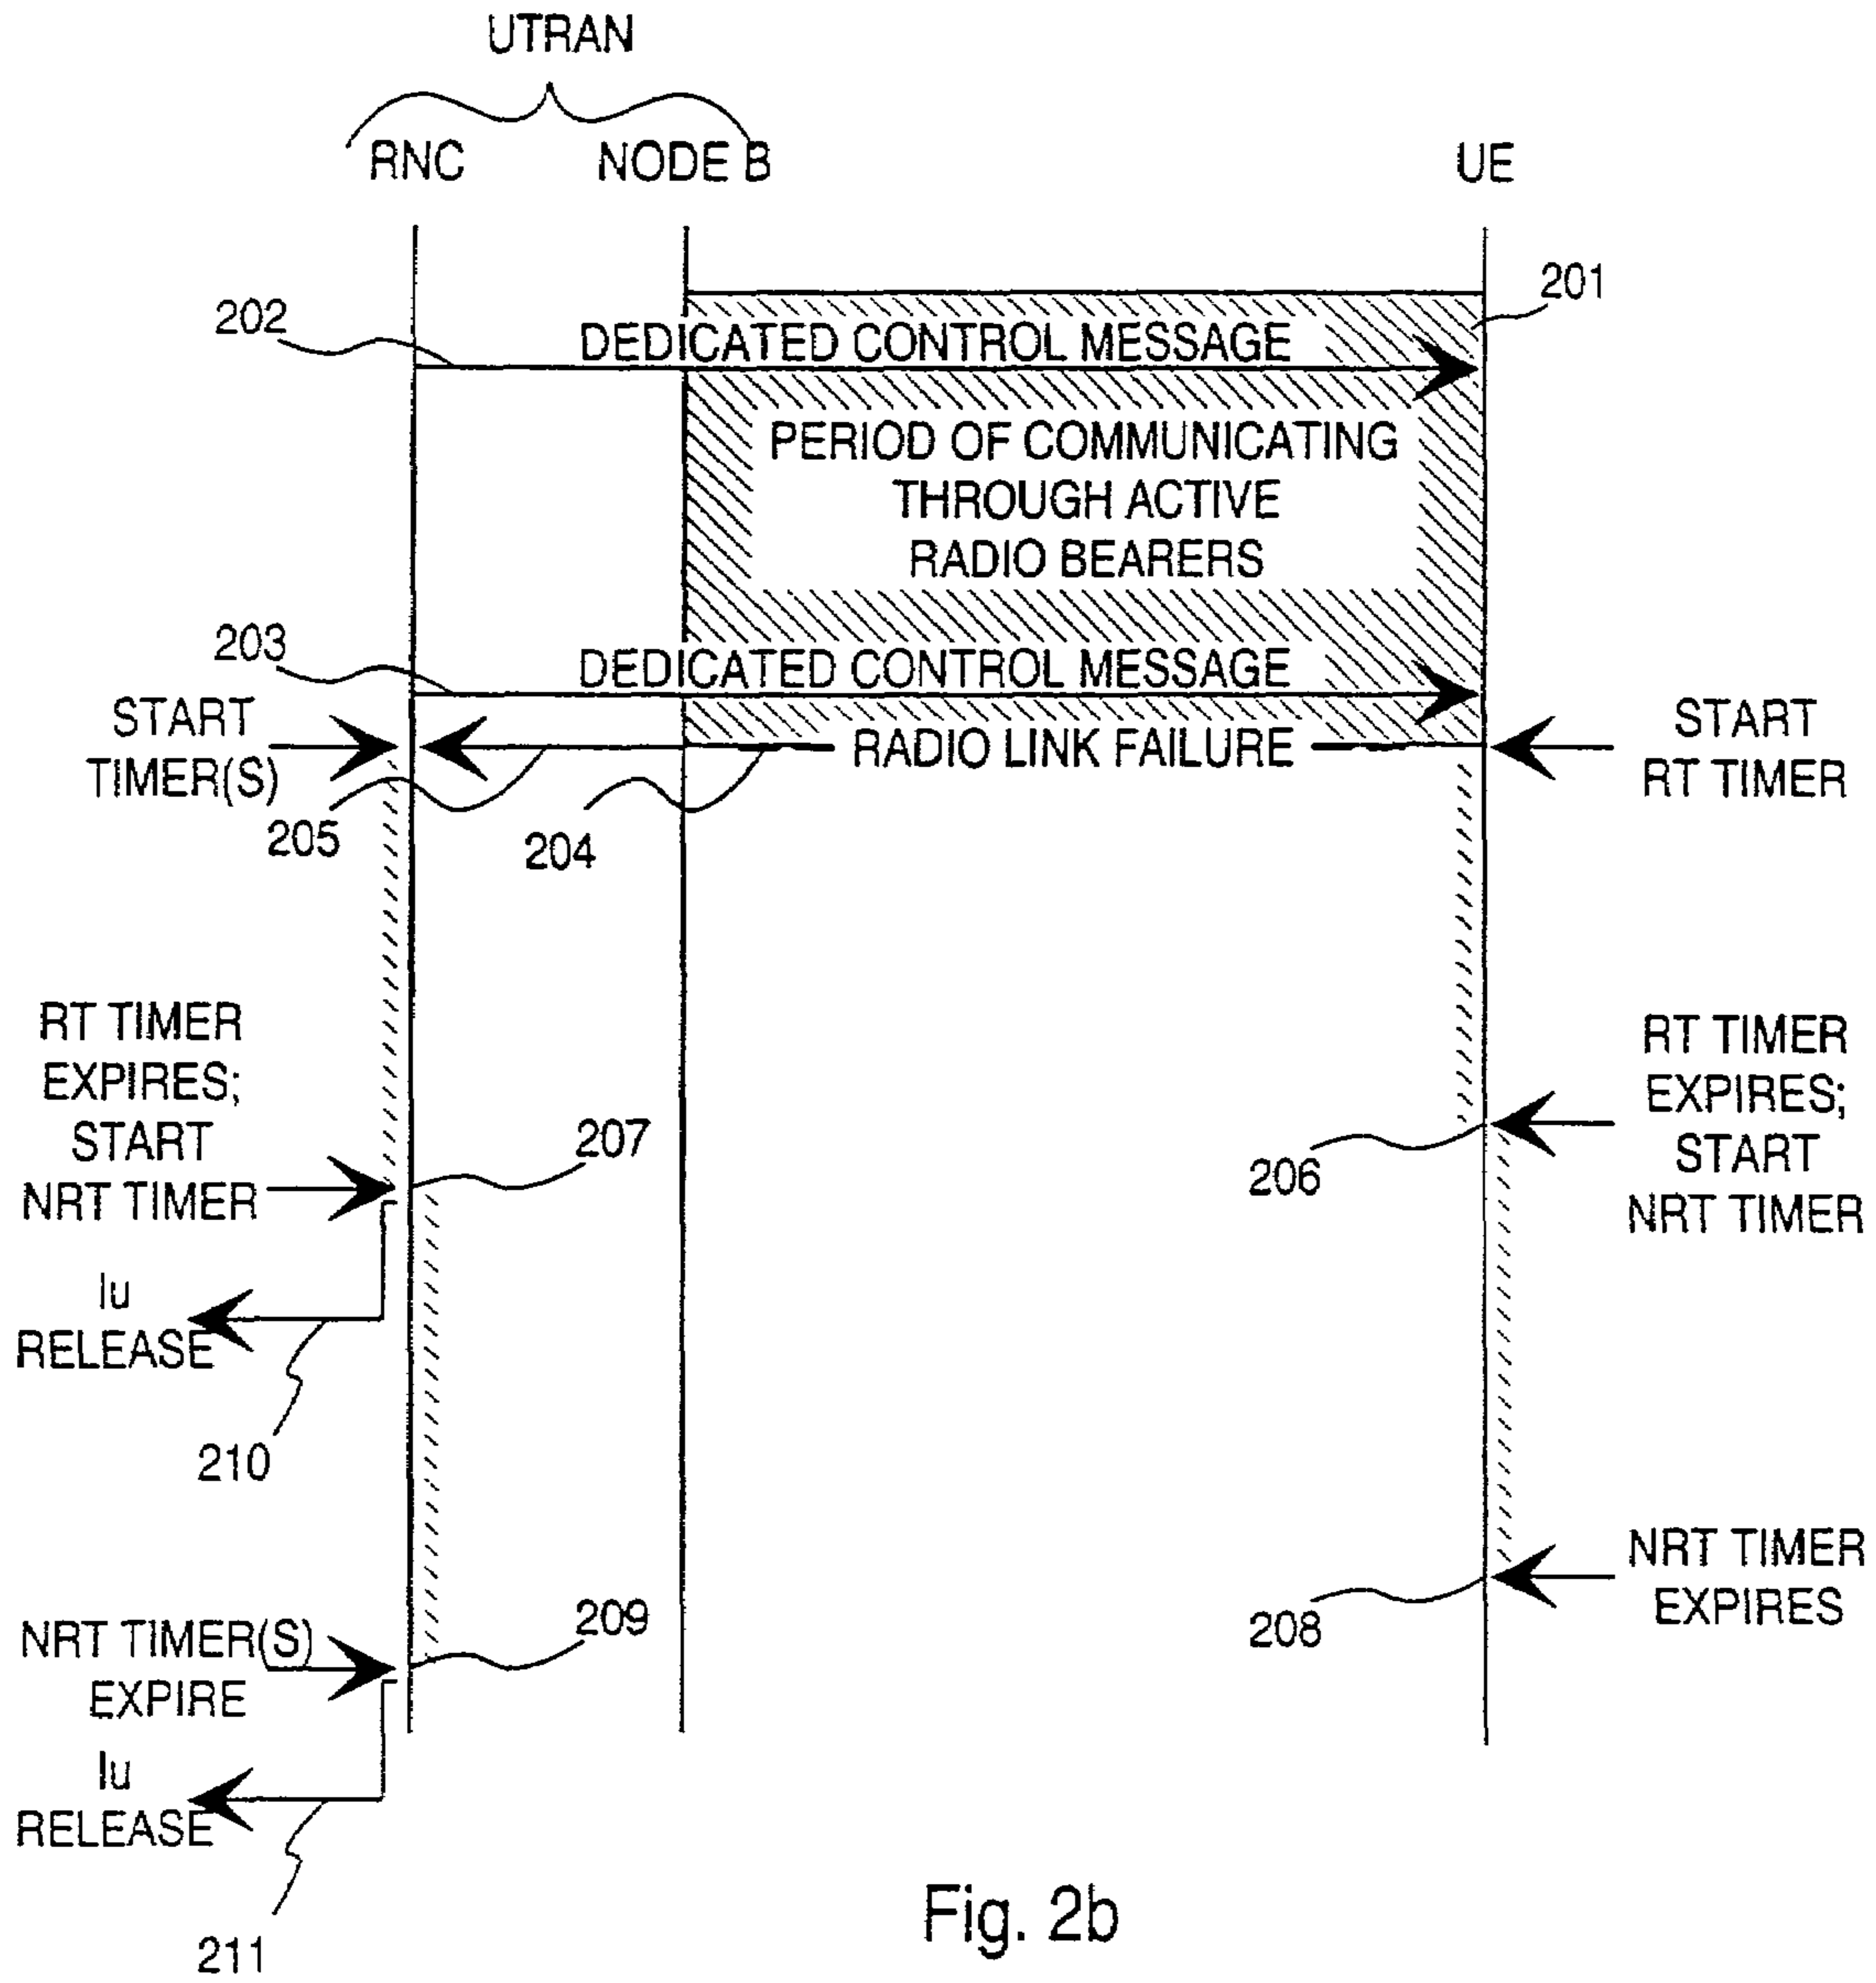 UTRAN
RNC
NODE B
UE
201
202
DEDICATED CONTROL MESSAGE
PERIOD OF COMMUNICATING
THROUGH ACTIVE
RADIO BEARERS
203
DEDICATED CONTROL MESSAGE
START
TIMER(S)
RADIO LINK FAILURE
START
RT TIMER
205
204
RT TIMER
EXPIRES;
START
NRT TIMER
207
RT TIMER
EXPIRES;
START
NRT TIMER
206
Iu
RELEASE
210
NRT TIMER
EXPIRES
208
NRT TIMER(S)
EXPIRE
209
Iu
RELEASE
211
Fig. 2b